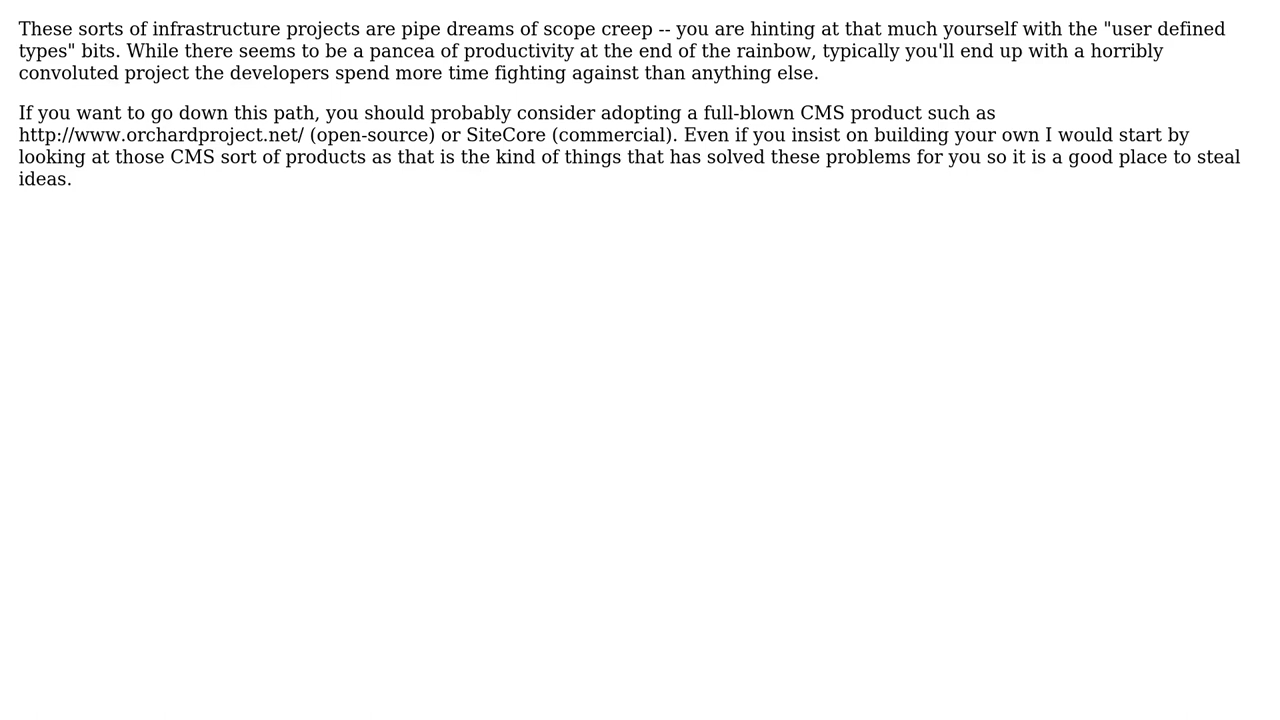 These sorts of infrastructure projects are pipe dreams of scope creep -- you are hinting at that much yourself with the "user defined
types" bits. While there seems to be a pancea of productivity at the end of the rainbow, typically you'll end up with a horribly
convoluted project the developers spend more time fighting against than anything else.
If you want to go down this path, you should probably consider adopting a full-blown CMS product such as
http://www.orchardproject.net/ (open-source) or SiteCore (commercial). Even if you insist on building your own I would start by
looking at those CMS sort of products as that is the kind of things that has solved these problems for you so it is a good place to steal
ideas.